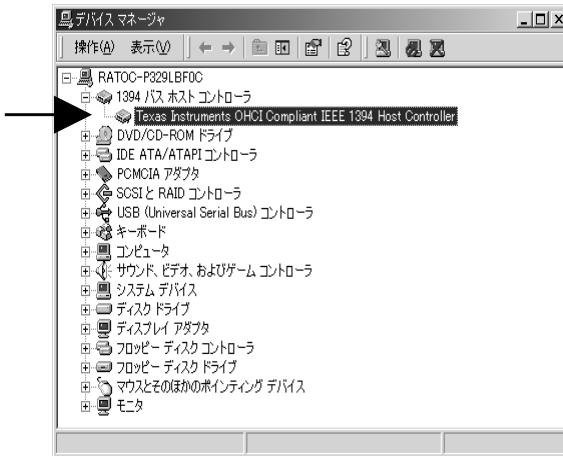 デバイス マネージャ
操作(A) 表示(V)
RATOC-P329LBF0C
1394 バス ホスト コントローラ
Texas Instruments OHCI Compliant IEEE 1394 Host Controller
DVD/CD-ROM ドライブ
IDE ATA/ATAPI コントローラ
PCMCIA アダプタ
SCSI と RAID コントローラ
USB (Universal Serial Bus) コントローラ
キーボード
コンピュータ
サウンド、ビデオ、およびゲーム コントローラ
システム デバイス
ディスク ドライブ
ディスプレイ アダプタ
フロッピー ディスク コントローラ
フロッピー ディスク ドライブ
マウスとそのほかのポインティング デバイス
モニタ